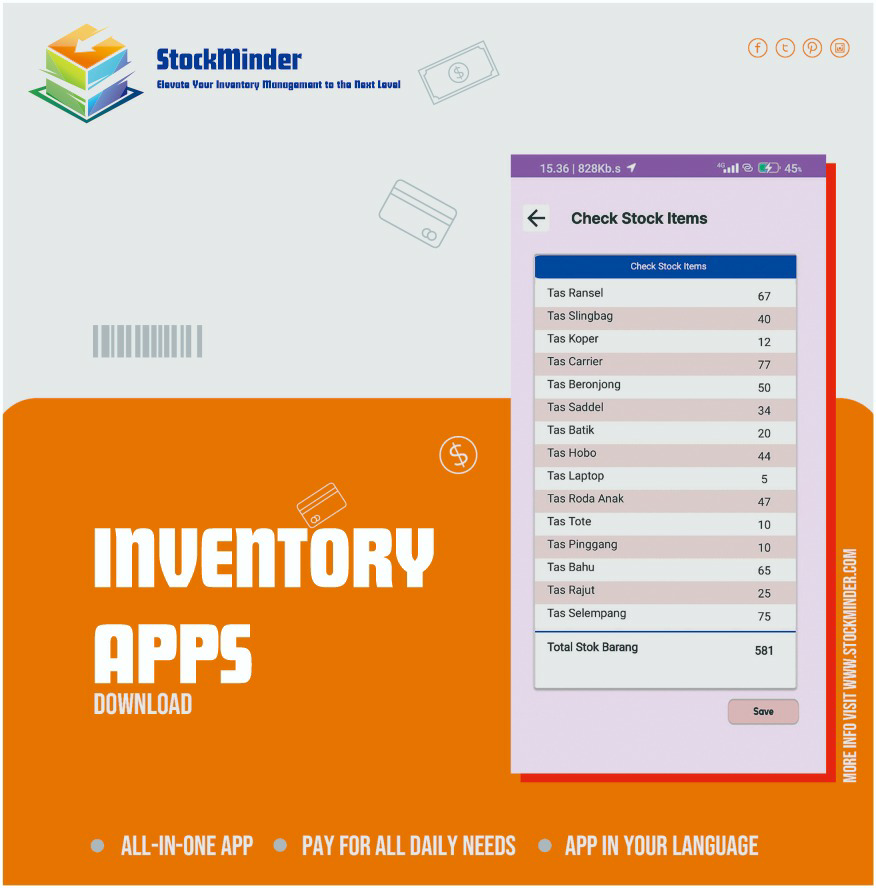 StockMinder
Elevate Your Inventory Management to the Next Level
15.36 | 828Kb.s 4G 45%
Check Stock Items
Check Stock Items
Tas Ransel 67
Tas Slingbag 40
Tas Koper 12
Tas Carrier 77
Tas Beronjong 50
Tas Saddel 34
Tas Batik 20
Tas Hobo 44
Tas Laptop 5
Tas Roda Anak 47
Tas Tote 10
Tas Pinggang 10
Tas Bahu 65
Tas Rajut 25
Tas Selempang 75
Total Stok Barang 581
Save
INVENTORY
APPS
DOWNLOAD
MORE INFO VISIT WWW.STOCKMINDER.COM
ALL-IN-ONE APP
PAY FOR ALL DAILY NEEDS
APP IN YOUR LANGUAGE